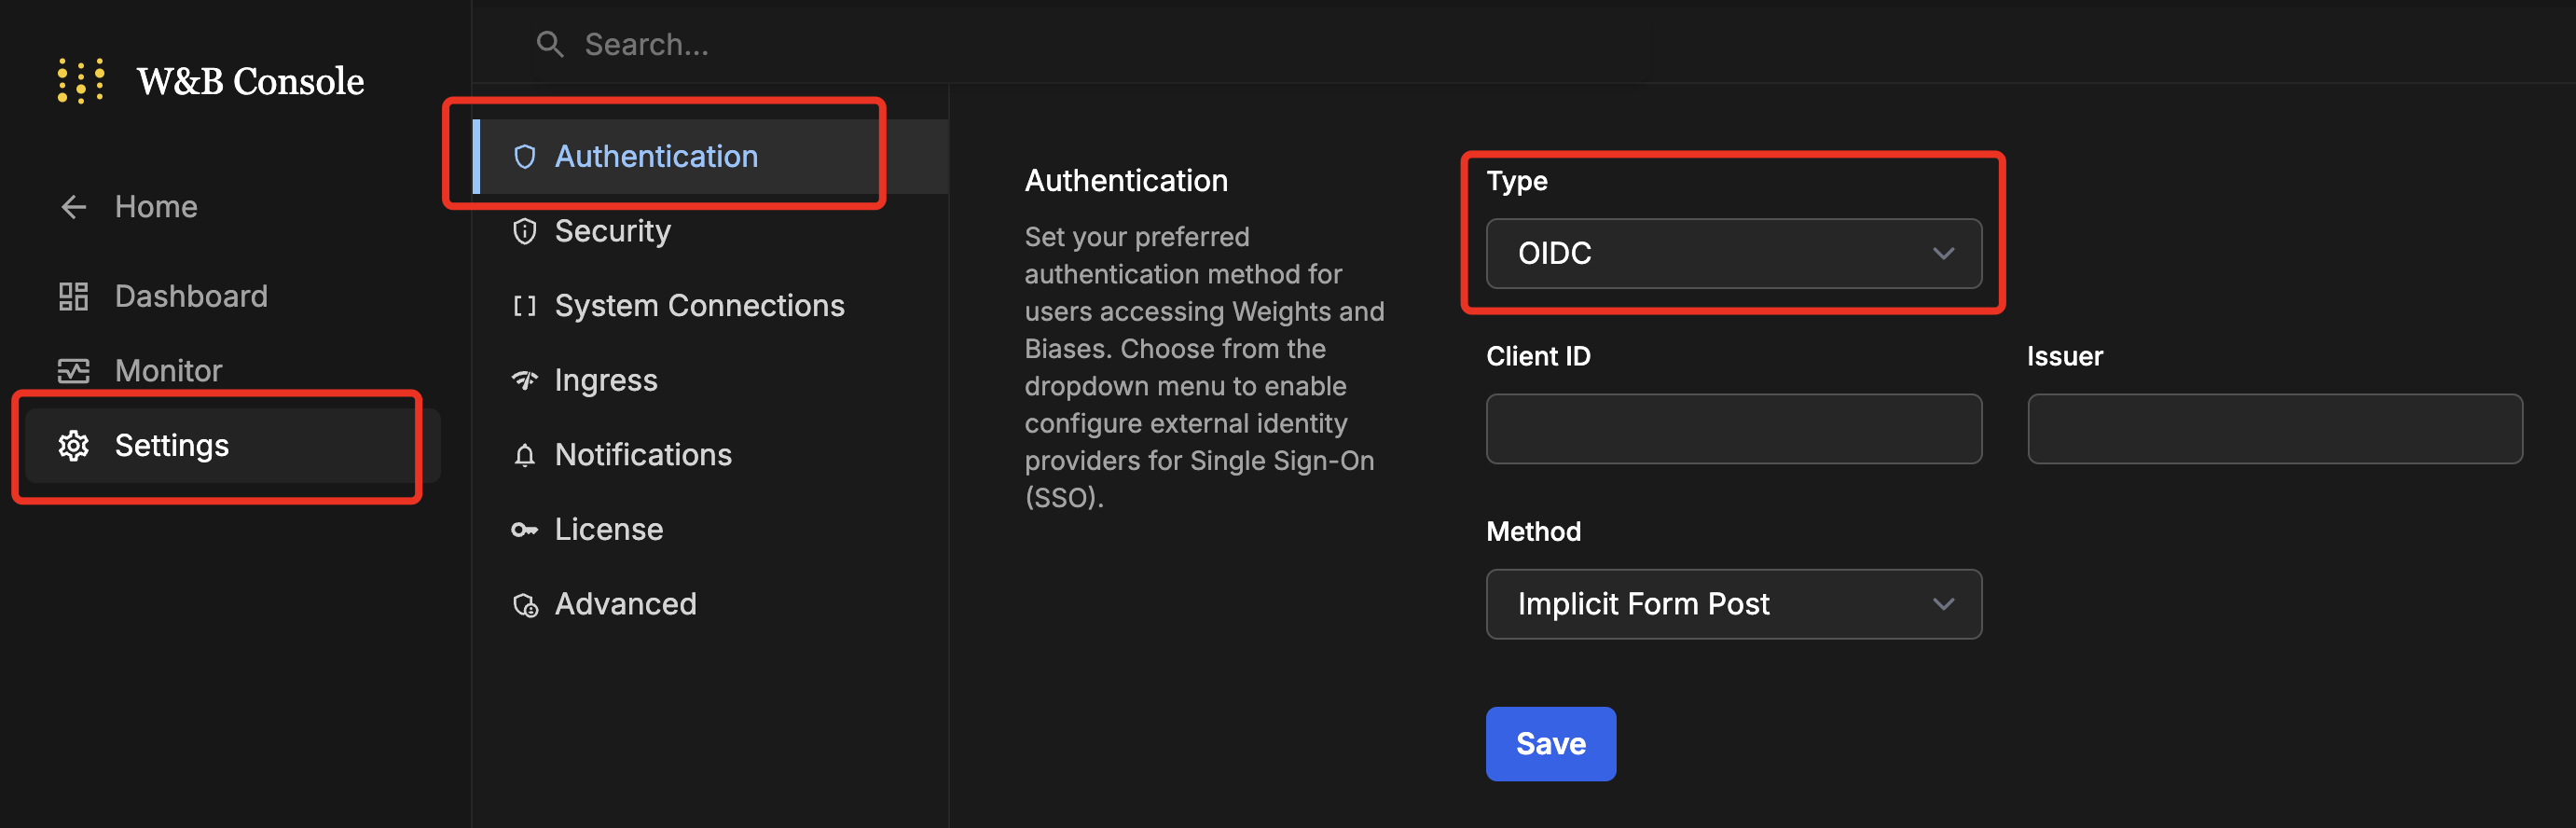 W&B Console
Home
Dashboard
Monitor
Settings
Search...
Authentication
Security
System Connections
Ingress
Notifications
License
Advanced
Authentication
Set your preferred
authentication method for
users accessing Weights and
Biases. Choose from the
dropdown menu to enable
configure external identity
providers for Single Sign-On
(SSO).
Type
OIDC
Client ID
Issuer
Method
Implicit Form Post
Save